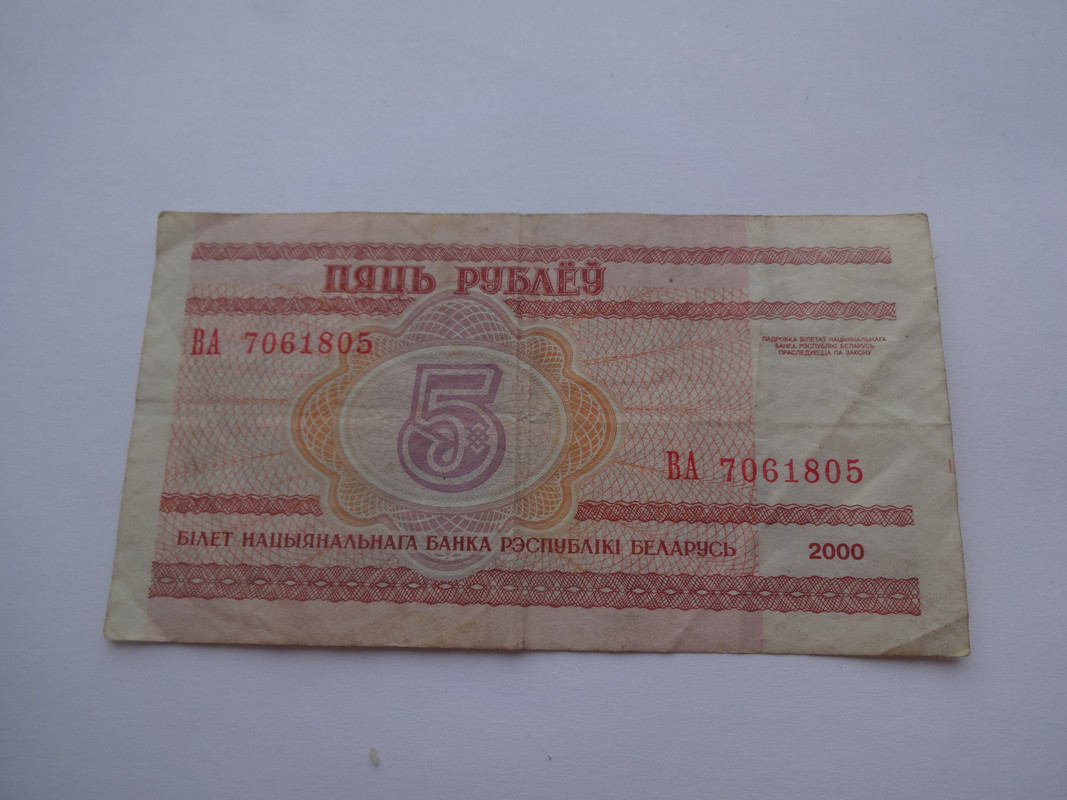 ПЯЦЬ РУБЛЁЎ
ВА 7061805
ПАДРОБКА БІЛЕТАЎ НАЦЫЯНАЛЬНАГА
БАНКА РЭСПУБЛІКІ БЕЛАРУСЬ
ПРАСЛЕДУЕЦЦА ПА ЗАКОНУ
5
ВА 7061805
БІЛЕТ НАЦЫЯНАЛЬНАГА БАНКА РЭСПУБЛІКІ БЕЛАРУСЬ
2000